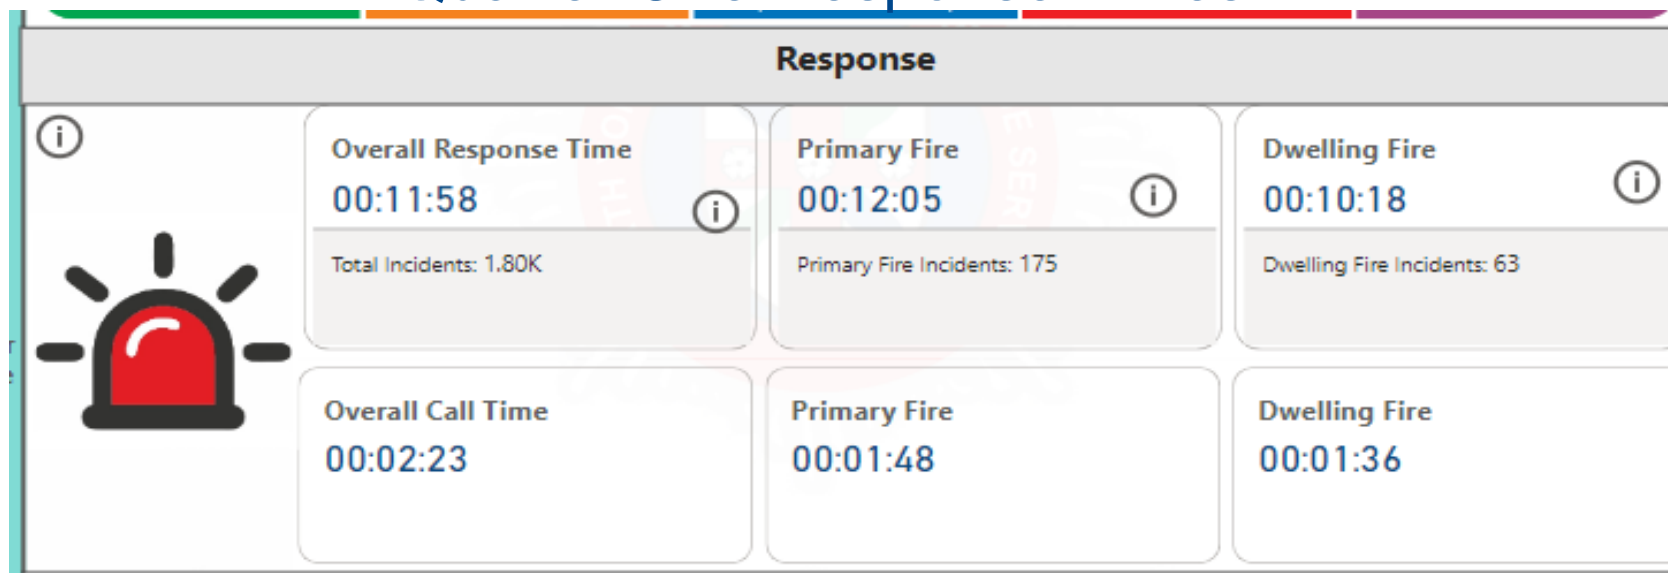 Response
Overall Response Time
00:11:58
Total Incidents: 1.80K
Primary Fire
00:12:05
Primary Fire Incidents: 175
Dwelling Fire
00:10:18
Dwelling Fire Incidents: 63
Overall Call Time
00:02:23
Primary Fire
00:01:48
Dwelling Fire
00:01:36